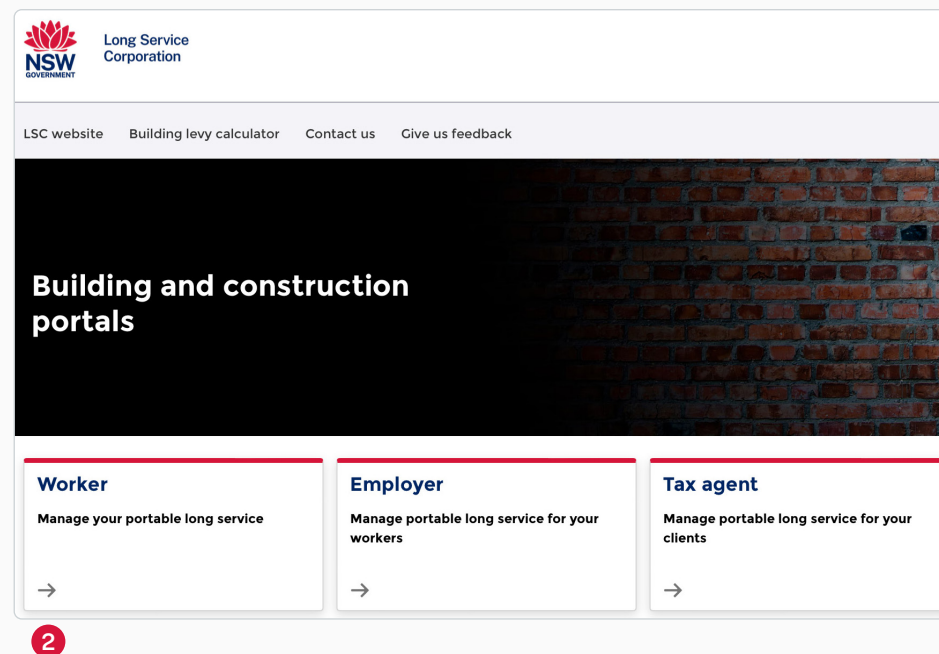 Long Service
Corporation
NSW
GOVERNMENT
LSC website Building levy calculator Contact us Give us feedback
Building and construction
portals
Worker
Manage your portable long service
Employer
Manage portable long service for your
workers
Tax agent
Manage portable long service for your
clients
2